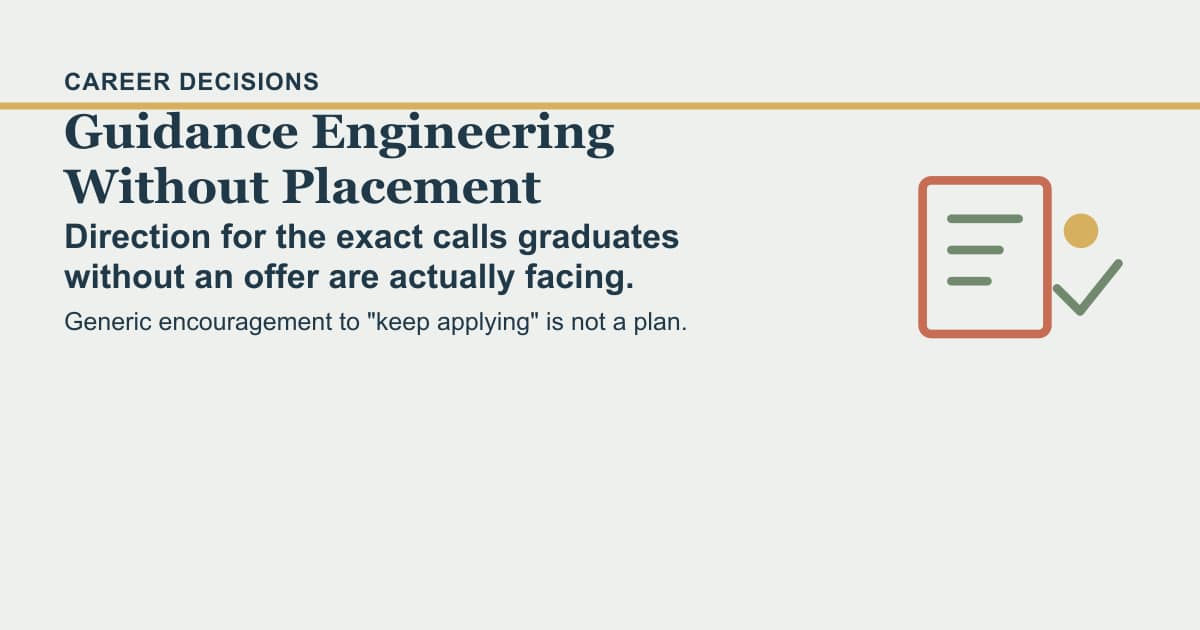 CAREER DECISIONS
Guidance Engineering
Without Placement
Direction for the exact calls graduates
without an offer are actually facing.
Generic encouragement to "keep applying" is not a plan.